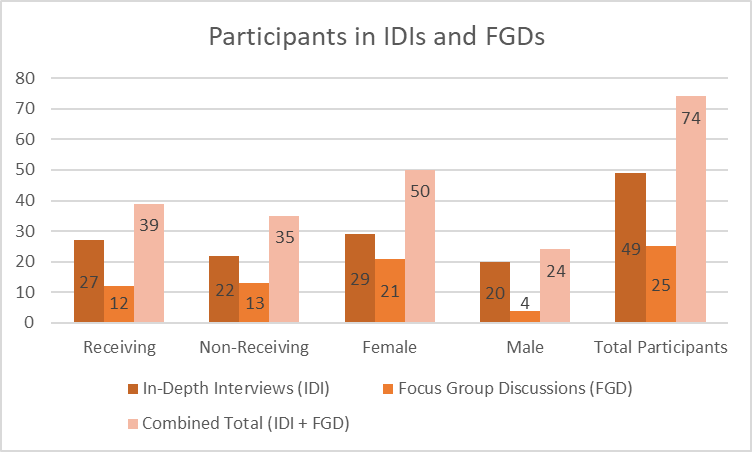 Participants in IDIs and FGDs
80
70
60
50
40
30
20
10
0
27
12
39
22
13
35
29
21
50
20
4
24
49
25
74
Receiving
Non-Receiving
Female
Male
Total Participants
In-Depth Interviews (IDI)
Focus Group Discussions (FGD)
Combined Total (IDI + FGD)